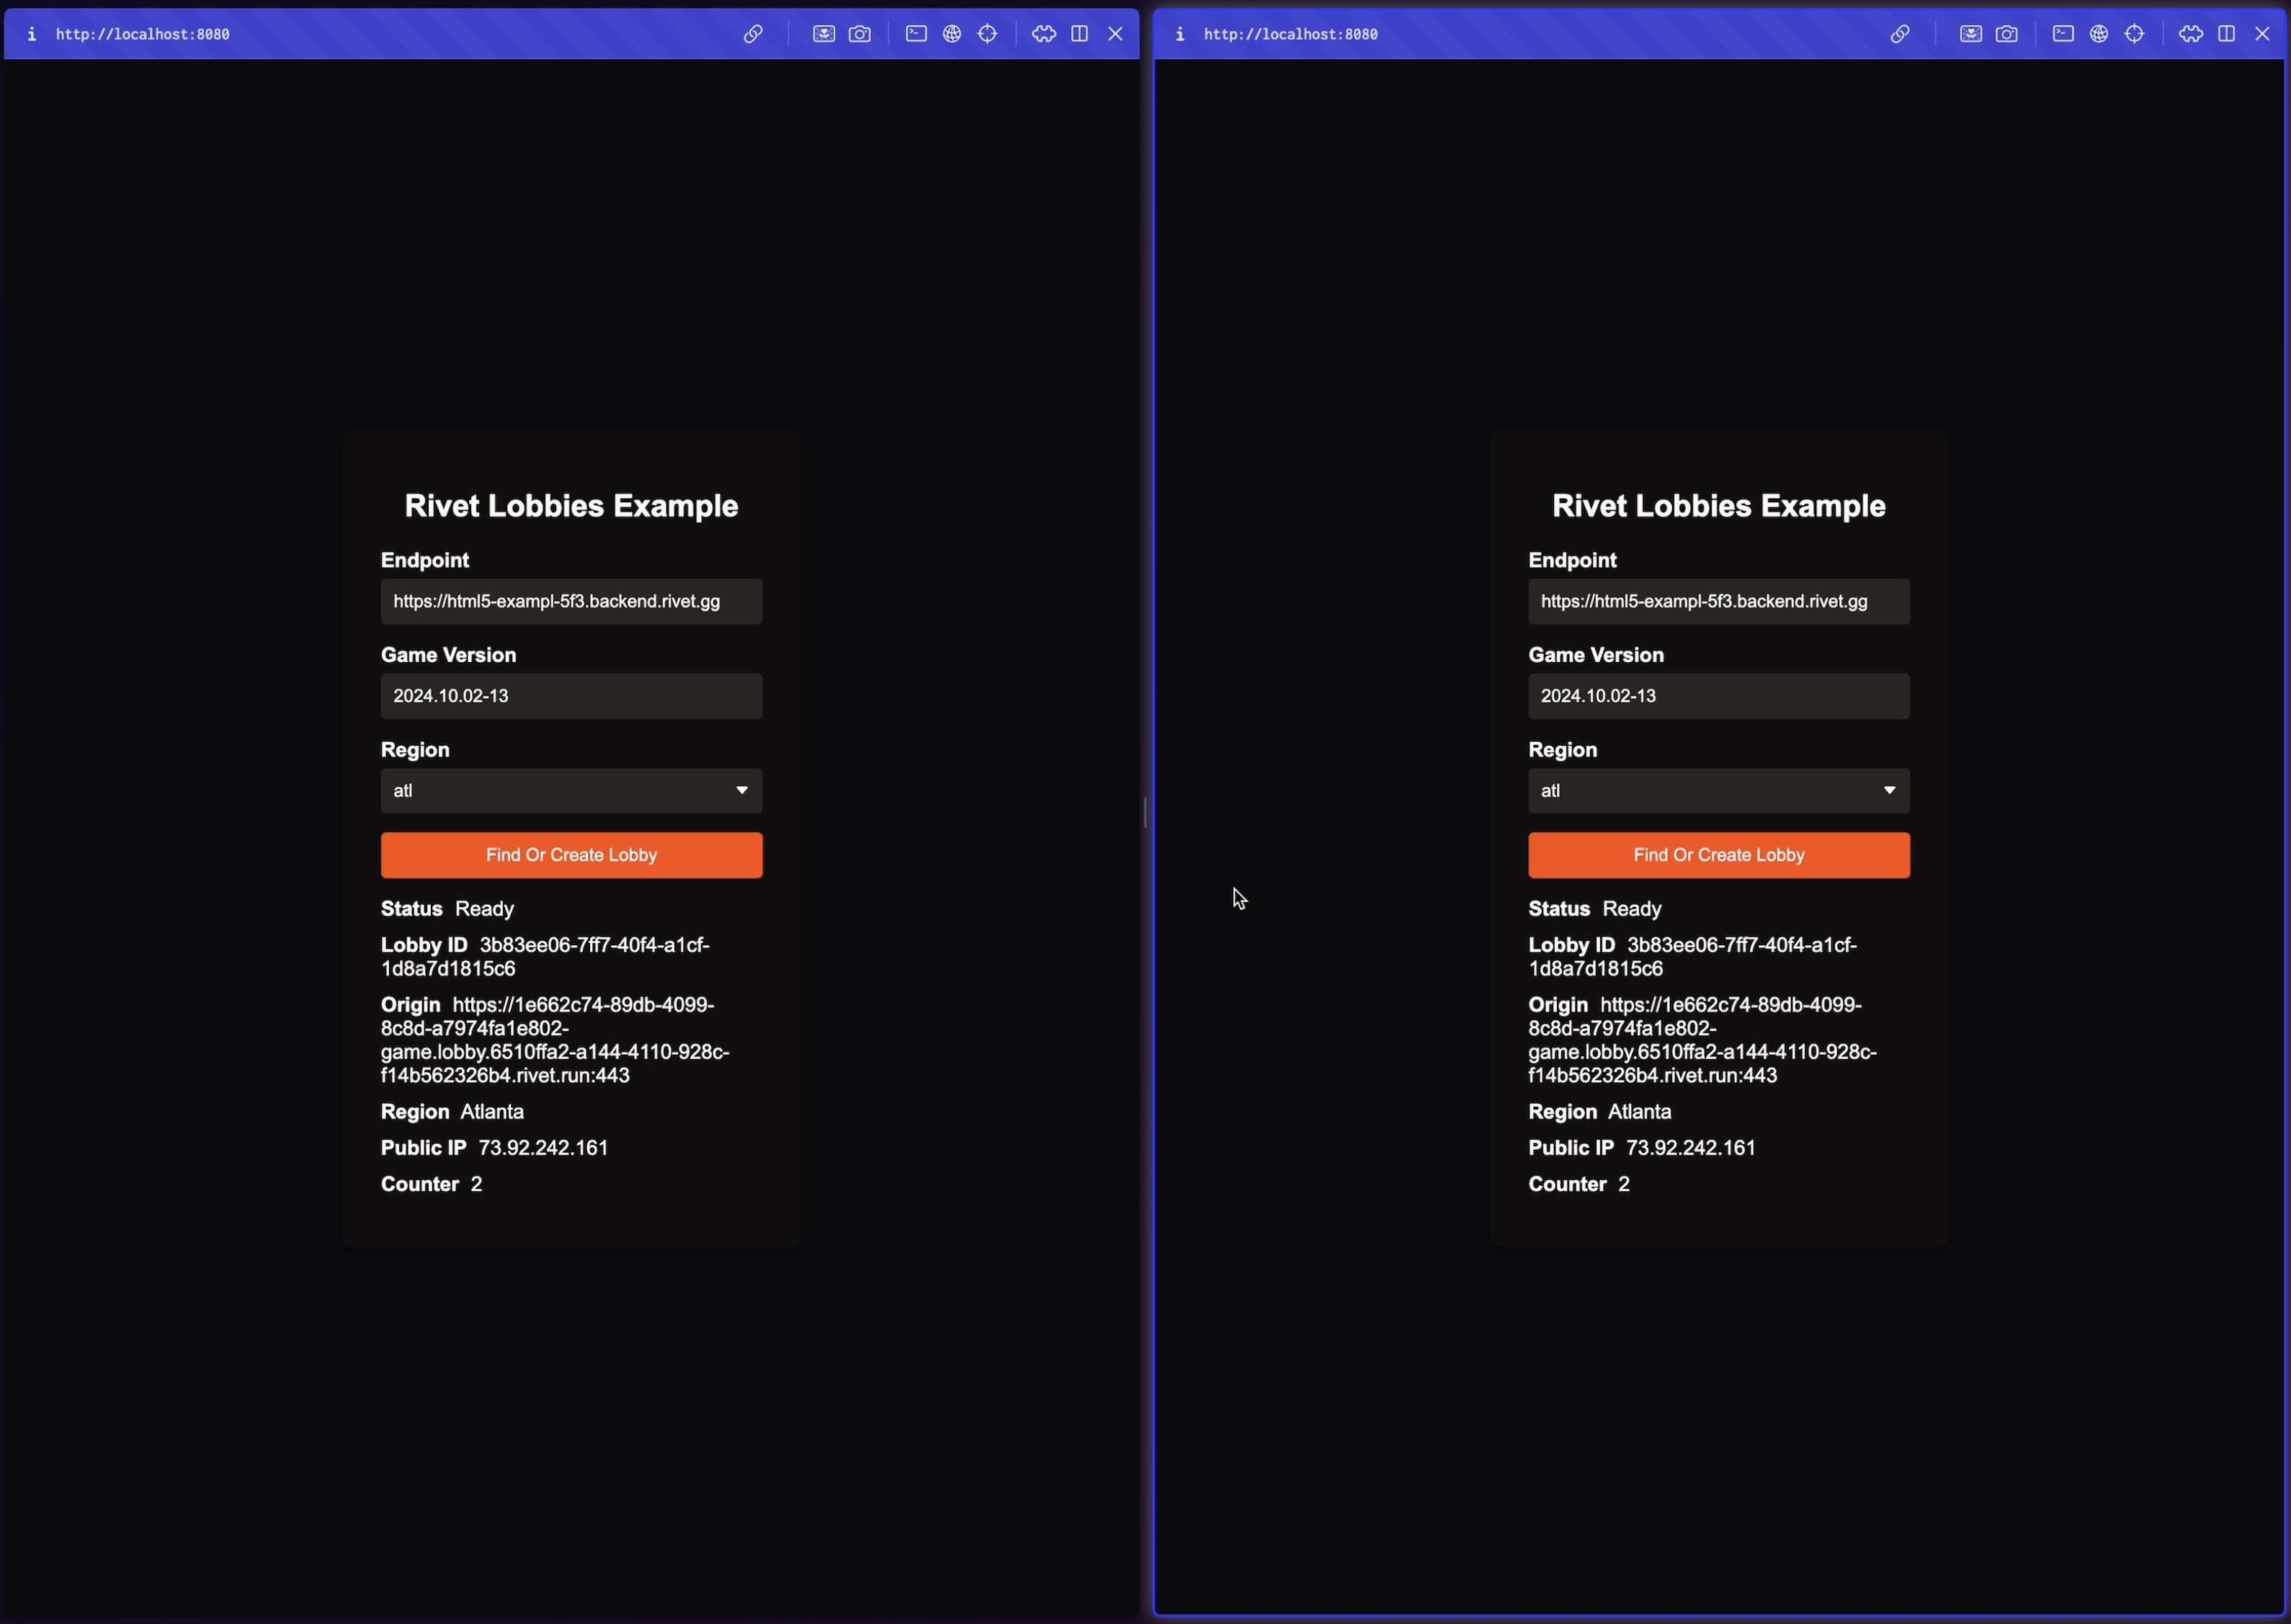 i http://localhost:8080
Rivet Lobbies Example
Endpoint
https://html5-exampl-5f3.backend.rivet.gg
Game Version
2024.10.02-13
Region
atl
Find Or Create Lobby
Status Ready
Lobby ID 3b83ee06-7ff7-40f4-a1cf-
1d8a7d1815c6
Origin https://1e662c74-89db-4099-
8c8d-a7974fa1e802-
game.lobby.6510ffa2-a144-4110-928c-
f14b562326b4.rivet.run:443
Region Atlanta
Public IP 73.92.242.161
Counter 2
i http://localhost:8080
Rivet Lobbies Example
Endpoint
https://html5-exampl-5f3.backend.rivet.gg
Game Version
2024.10.02-13
Region
atl
Find Or Create Lobby
Status Ready
Lobby ID 3b83ee06-7ff7-40f4-a1cf-
1d8a7d1815c6
Origin https://1e662c74-89db-4099-
8c8d-a7974fa1e802-
game.lobby.6510ffa2-a144-4110-928c-
f14b562326b4.rivet.run:443
Region Atlanta
Public IP 73.92.242.161
Counter 2